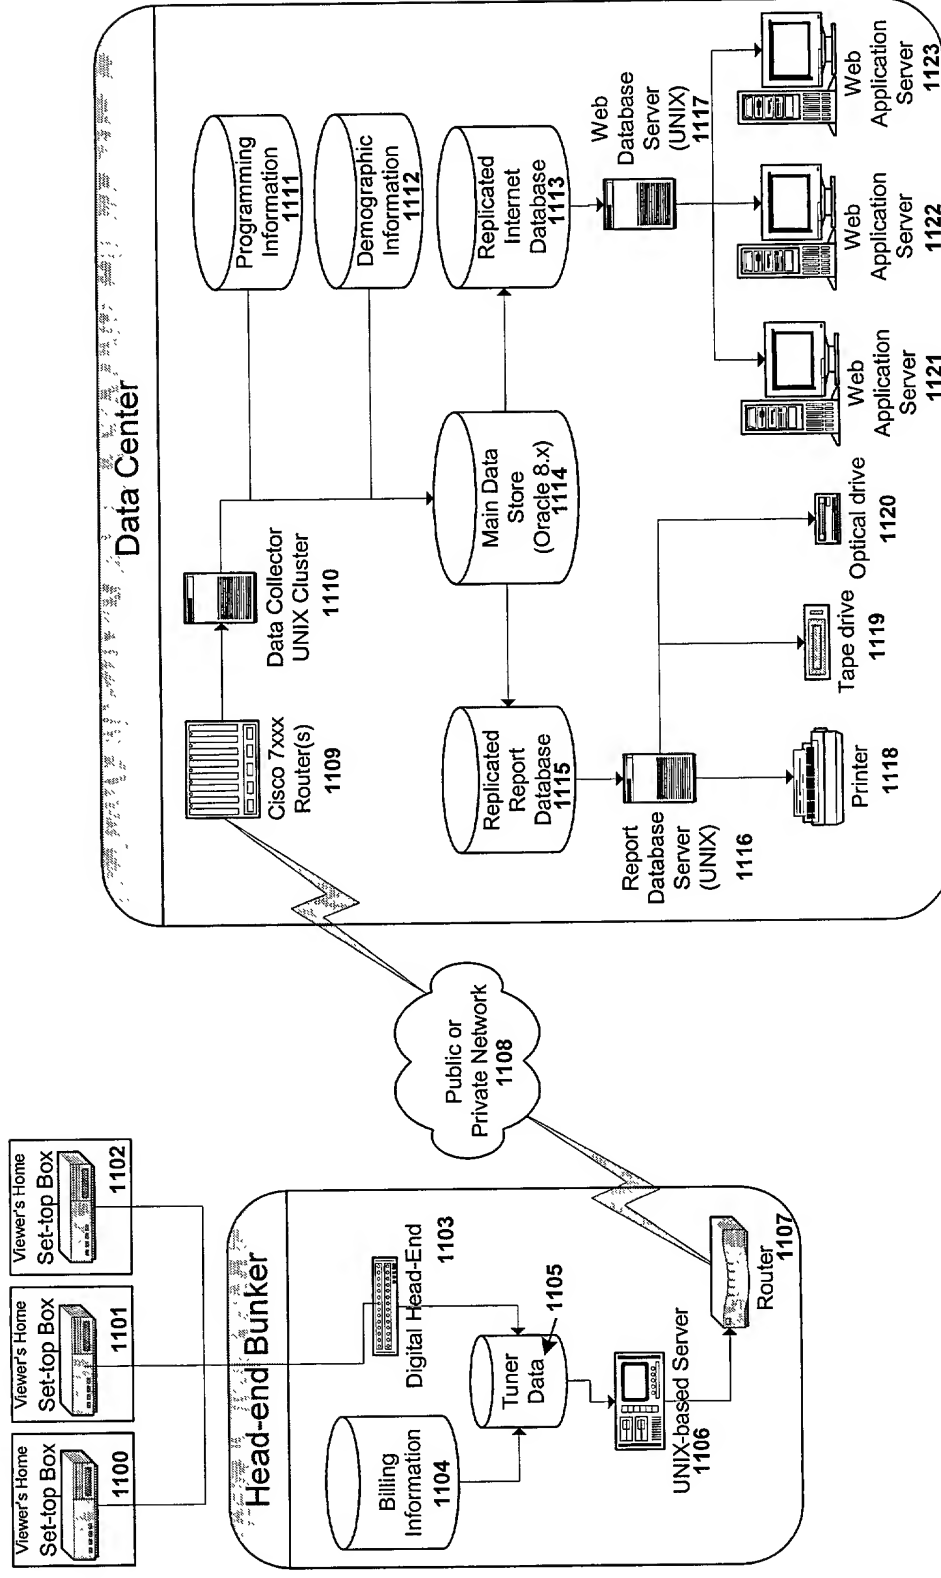 Viewer's Home
Set-top Box
1100
Viewer's Home
Set-top Box
1101
Viewer's Home
Set-top Box
1102
Head-end Bunker
Billing
Information
1104
Digital Head-End
1103
Tuner
Data
1105
UNIX-based Server
1106
Router
1107
Public or
Private Network
1108
Data Center
Cisco 7xxx
Router(s)
1109
Data Collector
UNIX Cluster
1110
Programming
Information
1111
Demographic
Information
1112
Replicated
Report
Database
1115
Main Data
Store
(Oracle 8.x)
1114
Replicated
Internet
Database
1113
Report
Database
Server
(UNIX)
1116
Web
Database
Server
(UNIX)
1117
Printer
1118
Tape drive
1119
Optical drive
1120
Web
Application
Server
1121
Web
Application
Server
1122
Web
Application
Server
1123